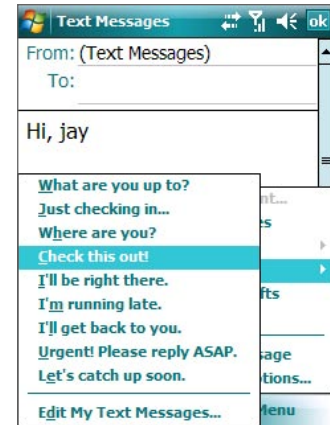 Text Messages ok
From: (Text Messages)
To:
Hi, jay
What are you up to?
Just checking in...
Where are you?
Check this out!
I'll be right there.
I'm running late.
I'll get back to you.
Urgent! Please reply ASAP.
Let's catch up soon.
Edit My Text Messages...